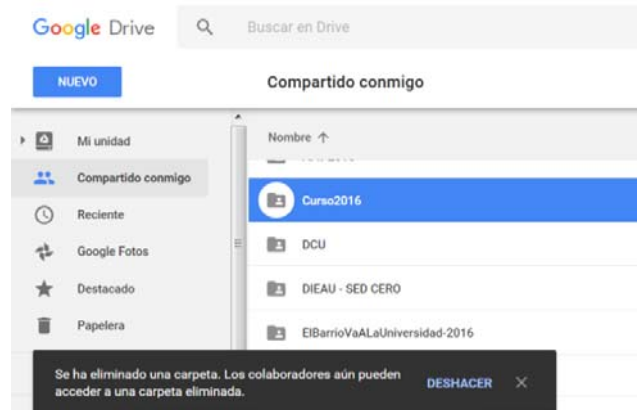 Google Drive
Buscar en Drive
NUEVO
Compartido conmigo
Mi unidad
Compartido conmigo
Reciente
Google Fotos
Destacado
Papelera
Nombre
Curso2016
DCU
DIEAU - SED CERO
ElBarrioVaALaUniversidad-2016
Se ha eliminado una carpeta. Los colaboradores aún pueden
acceder a una carpeta eliminada.
DESHACER